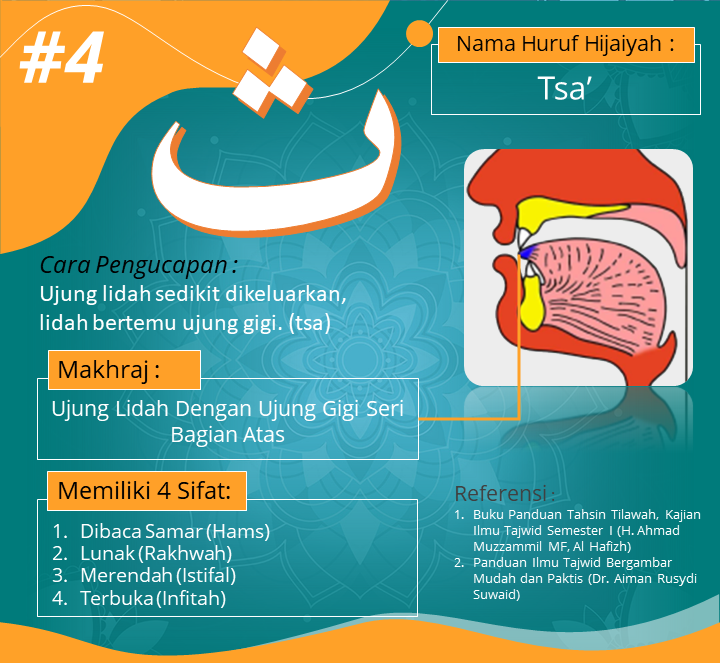 #4
ث
Nama Huruf Hijaiyah :
Tsa’
Cara Pengucapan :
Ujung lidah sedikit dikeluarkan,
lidah bertemu ujung gigi. (tsa)
Makhraj :
Ujung Lidah Dengan Ujung Gigi Seri
Bagian Atas
Memiliki 4 Sifat:
1. Dibaca Samar (Hams)
2. Lunak (Rakhwah)
3. Merendah (Istifal)
4. Terbuka (Infitah)
Referensi :
1. Buku Panduan Tahsin Tilawah, Kajian
Ilmu Tajwid Semester I (H. Ahmad
Muzzammil MF, Al Hafizh)
2. Panduan Ilmu Tajwid Bergambar
Mudah dan Paktis (Dr. Aiman Rusydi
Suwaid)